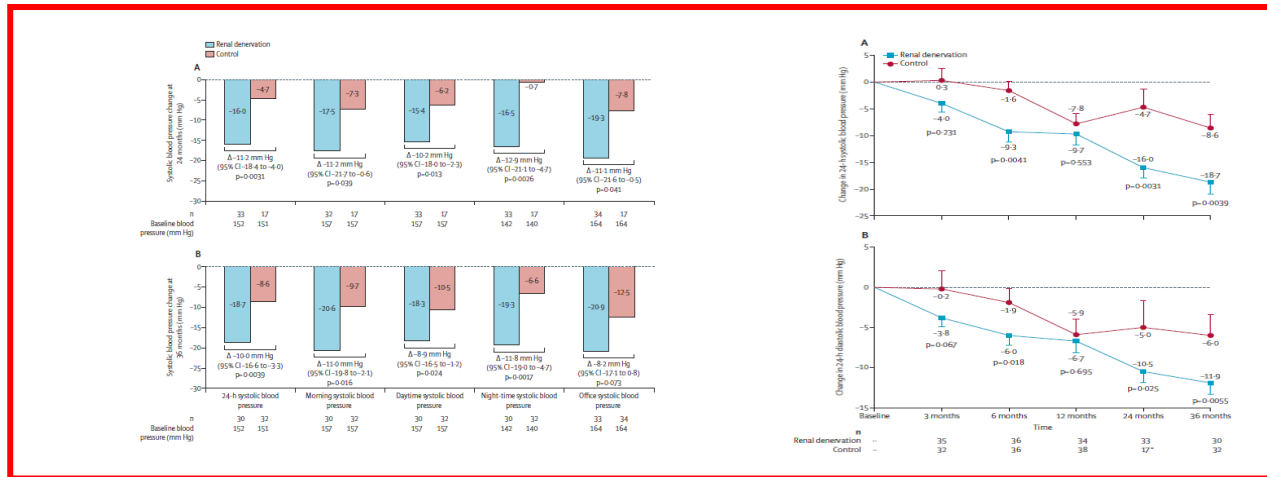 Renal denervation
Control
A
Systolic blood pressure change at
24 months (mm Hg)
0
−5
−10
−15
−20
−25
−30
−16·0
−4·7
−17·5
−7·3
−15·4
−6·2
−16·5
−0·7
−19·3
−7·8
Δ −11·2 mm Hg
(95% CI −18·4 to −4·0)
p=0·0031
Δ −11·2 mm Hg
(95% CI −21·7 to −0·6)
p=0·039
Δ −10·2 mm Hg
(95% CI −18·0 to −2·3)
p=0·013
Δ −12·9 mm Hg
(95% CI −21·1 to −4·7)
p=0·0026
Δ −11·1 mm Hg
(95% CI −21·6 to −0·5)
p=0·041
n 33 17 32 17 33 17 33 17 34 17
Baseline blood 152 151 157 157 157 157 142 140 164 164
pressure (mm Hg)
B
Systolic blood pressure change at
36 months (mm Hg)
0
−5
−10
−15
−20
−25
−30
−18·7
−8·6
−20·6
−9·7
−18·3
−10·5
−19·3
−6·6
−20·9
−12·5
Δ −10·0 mm Hg
(95% CI −16·6 to −3·3)
p=0·0039
Δ −11·0 mm Hg
(95% CI −19·8 to −2·1)
p=0·016
Δ −8·9 mm Hg
(95% CI −16·5 to −1·2)
p=0·024
Δ −11·8 mm Hg
(95% CI −19·0 to −4·7)
p=0·0017
Δ −8·2 mm Hg
(95% CI −17·1 to 0·8)
p=0·073
24-h systolic blood
pressure
Morning systolic blood
pressure
Daytime systolic blood
pressure
Night-time systolic blood
pressure
Office systolic blood
pressure
n 30 32 30 32 30 32 30 32 33 34
Baseline blood 152 151 157 157 157 157 142 140 164 164
pressure (mm Hg)
A
Renal denervation
Control
Change in 24-h systolic blood pressure (mm Hg)
5
0
−5
−10
−15
−20
−25
0·3
−1·6
−7·8
−4·7
−8·6
−4·0
p=0·231
−9·3
p=0·0041
−9·7
p=0·553
−16·0
p=0·0031
−18·7
p=0·0039
B
Change in 24-h diastolic blood pressure (mm Hg)
5
0
−5
−10
−15
−0·2
−1·9
−5·9
−5·0
−6·0
−3·8
p=0·067
−6·0
p=0·018
−6·7
p=0·695
−10·5
p=0·025
−11·9
p=0·0055
Baseline 3 months 6 months 12 months 24 months 36 months
Time
n
Renal denervation -- 35 36 34 33 30
Control -- 32 36 38 17** 32